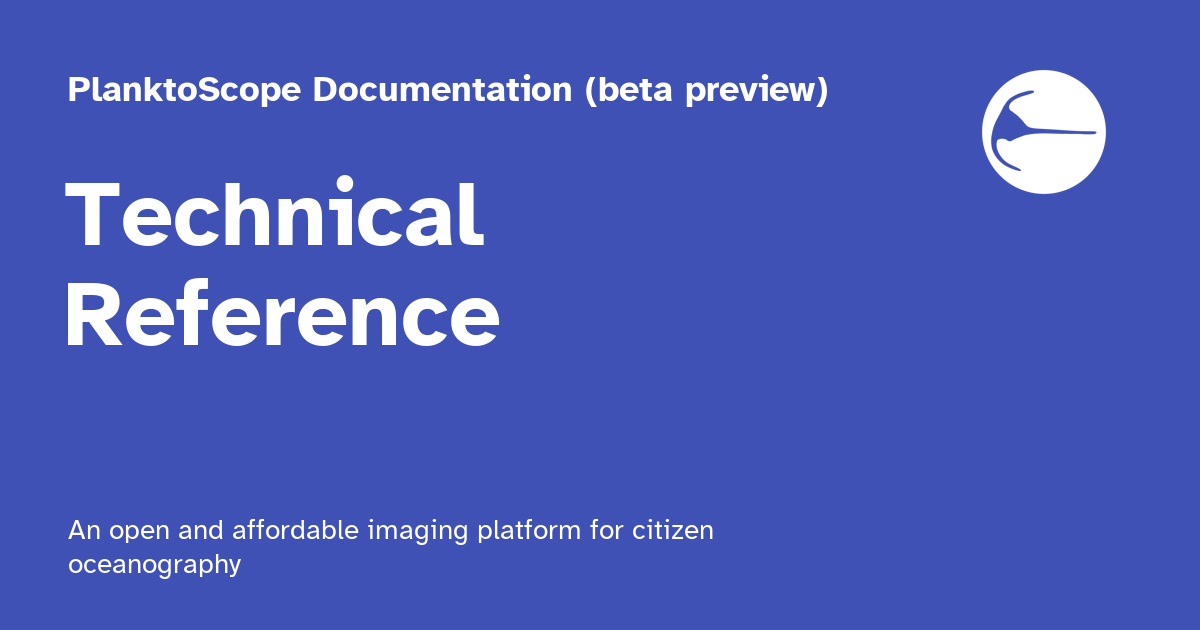 PlanktoScope Documentation (beta preview)
Technical
Reference
An open and affordable imaging platform for citizen
oceanography